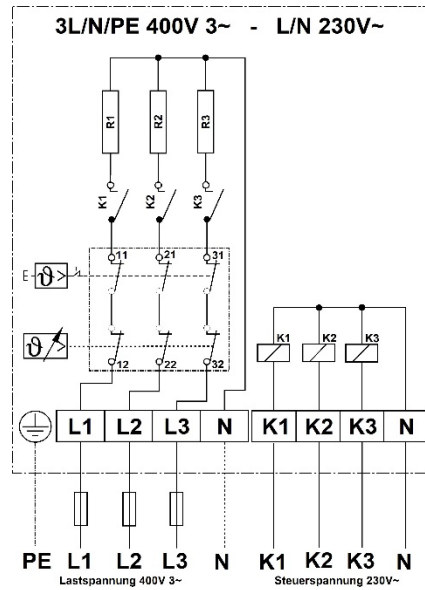 3L/N/PE 400V 3~ - L/N 230V~
R1 R2 R3
K1 K2 K3
11 21 31
E ϑ >
ϑ >
12 22 32
K1 K2 K3
L1 L2 L3 N K1 K2 K3 N
PE L1 L2 L3 N K1 K2 K3 N
Lastspannung 400V 3~ Steuerspannung 230V~